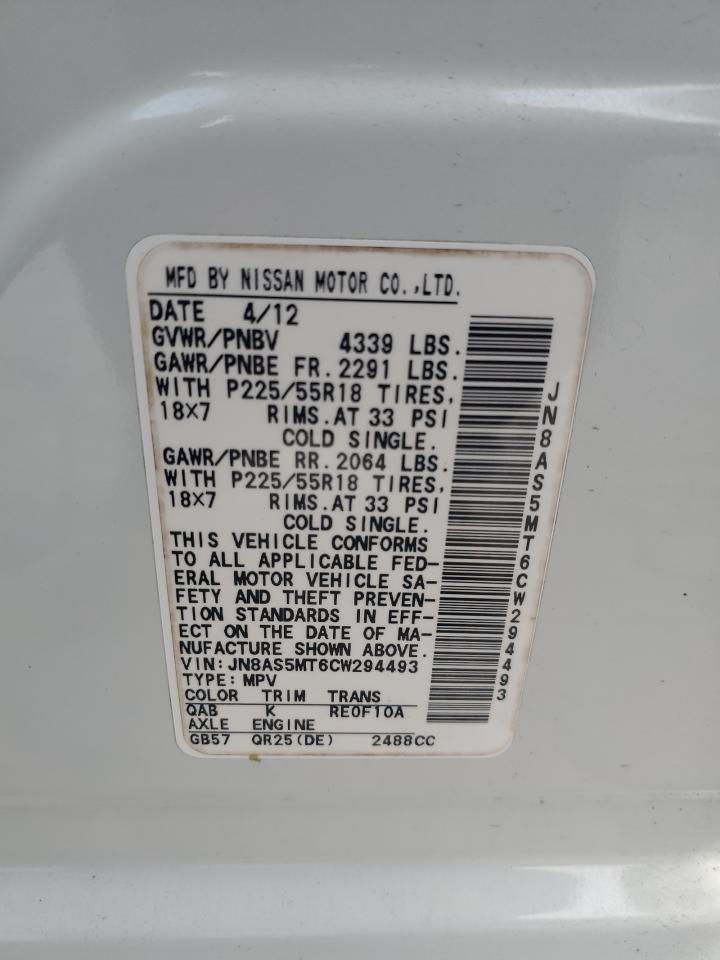 MFD BY NISSAN MOTOR CO.,LTD.
DATE 4/12
GVWR/PNBV 4339 LBS.
GAWR/PNBE FR.2291 LBS.
WITH P225/55R18 TIRES,
18×7 RIMS.AT 33 PSI
COLD SINGLE.
GAWR/PNBE RR.2064 LBS.
WITH P225/55R18 TIRES,
18×7 RIMS.AT 33 PSI
COLD SINGLE.
THIS VEHICLE CONFORMS
TO ALL APPLICABLE FED-
ERAL MOTOR VEHICLE SA-
FETY AND THEFT PREVEN-
TION STANDARDS IN EFF-
ECT ON THE DATE OF MA-
NUFACTURE SHOWN ABOVE.
VIN:JN8AS5MT6CW294493
TYPE:MPV
COLOR TRIM TRANS
QAB K RE0F10A
AXLE ENGINE
GB57 QR25(DE) 2488CC
JN8AS5MT6CW294493